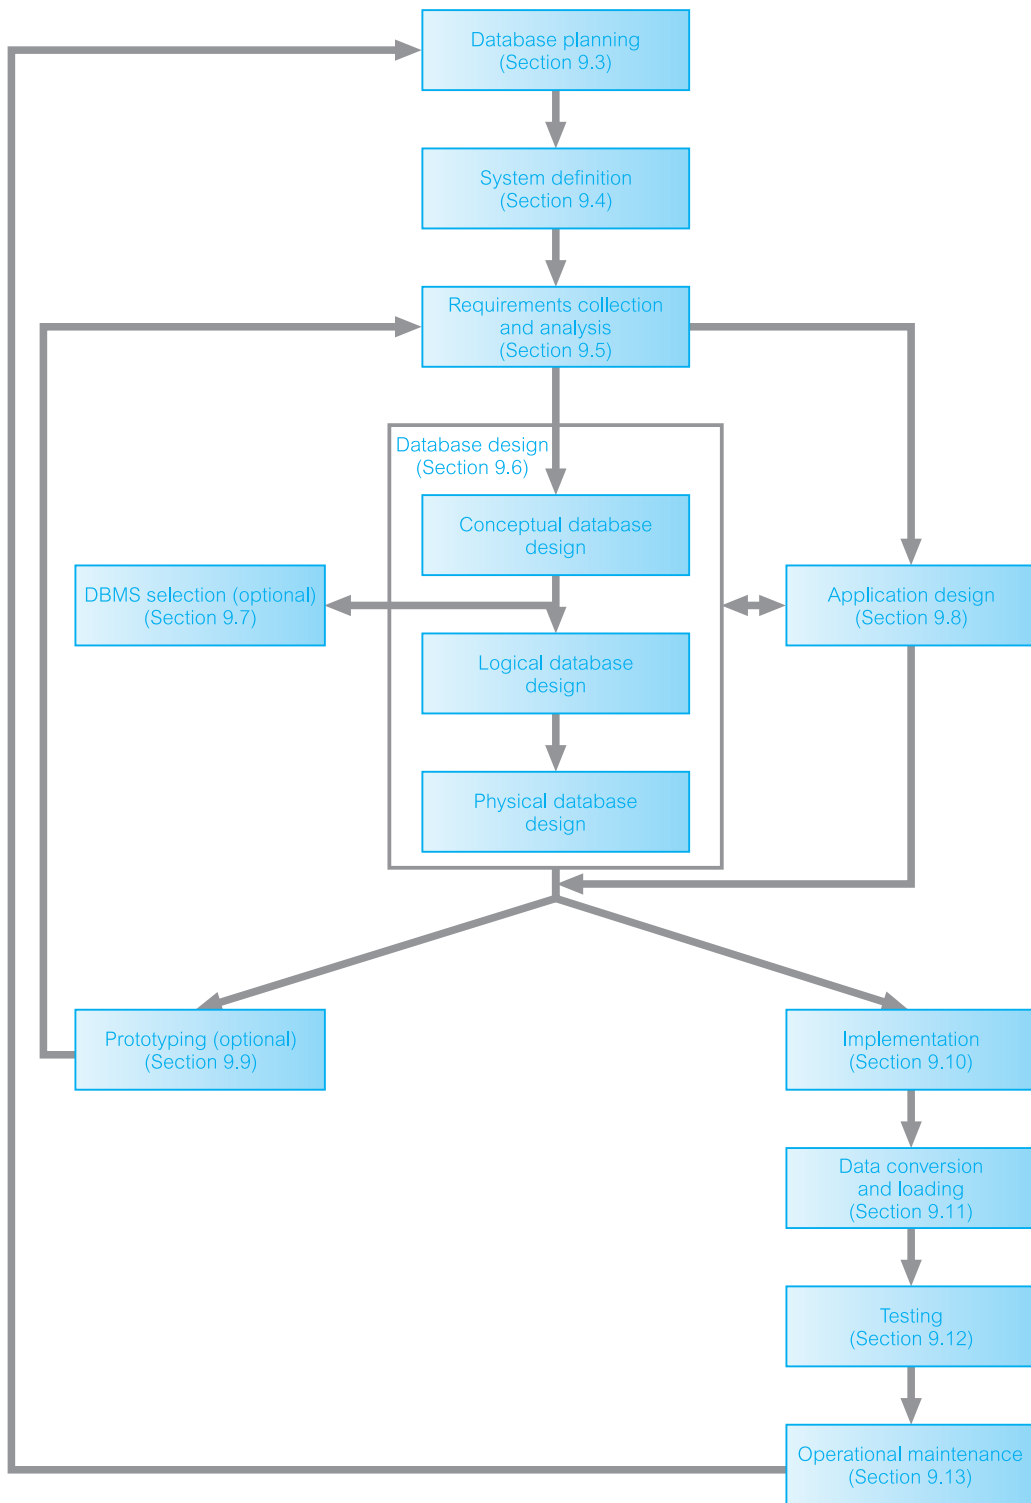 Database planning
(Section 9.3)
System definition
(Section 9.4)
Requirements collection
and analysis
(Section 9.5)
Database design
(Section 9.6)
Conceptual database
design
DBMS selection (optional)
(Section 9.7)
Application design
(Section 9.8)
Logical database
design
Physical database
design
Prototyping (optional)
(Section 9.9)
Implementation
(Section 9.10)
Data conversion
and loading
(Section 9.11)
Testing
(Section 9.12)
Operational maintenance
(Section 9.13)